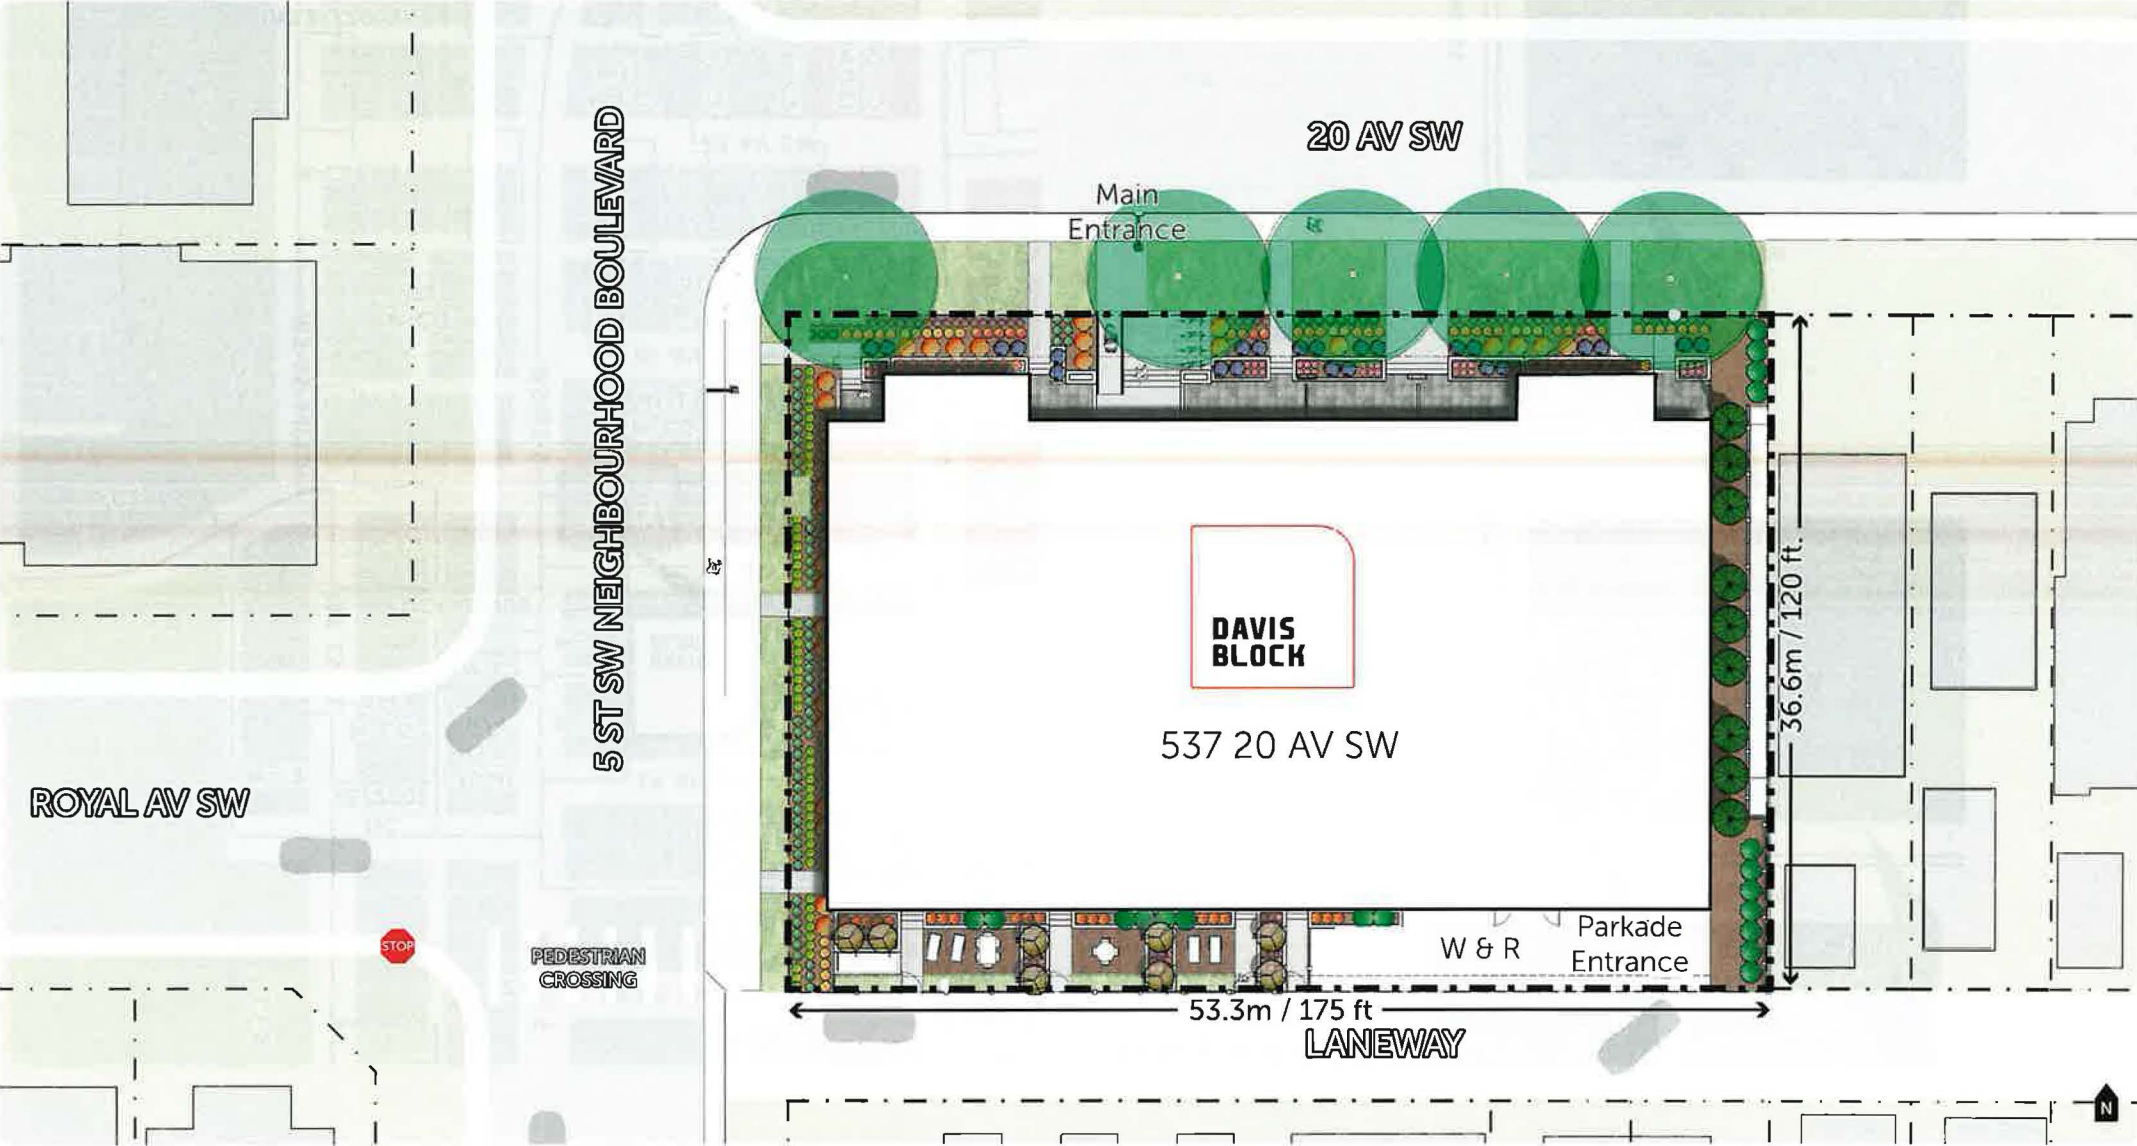 20 AV SW
Main
Entrance
5 ST SW NEIGHBOURHOOD BOULEVARD
36.6m / 120 ft.
DAVIS
BLOCK
537 20 AV SW
ROYAL AV SW
STOP
PEDESTRIAN
CROSSING
W & R
Parkade
Entrance
53.3m / 175 ft
LANEWAY
N